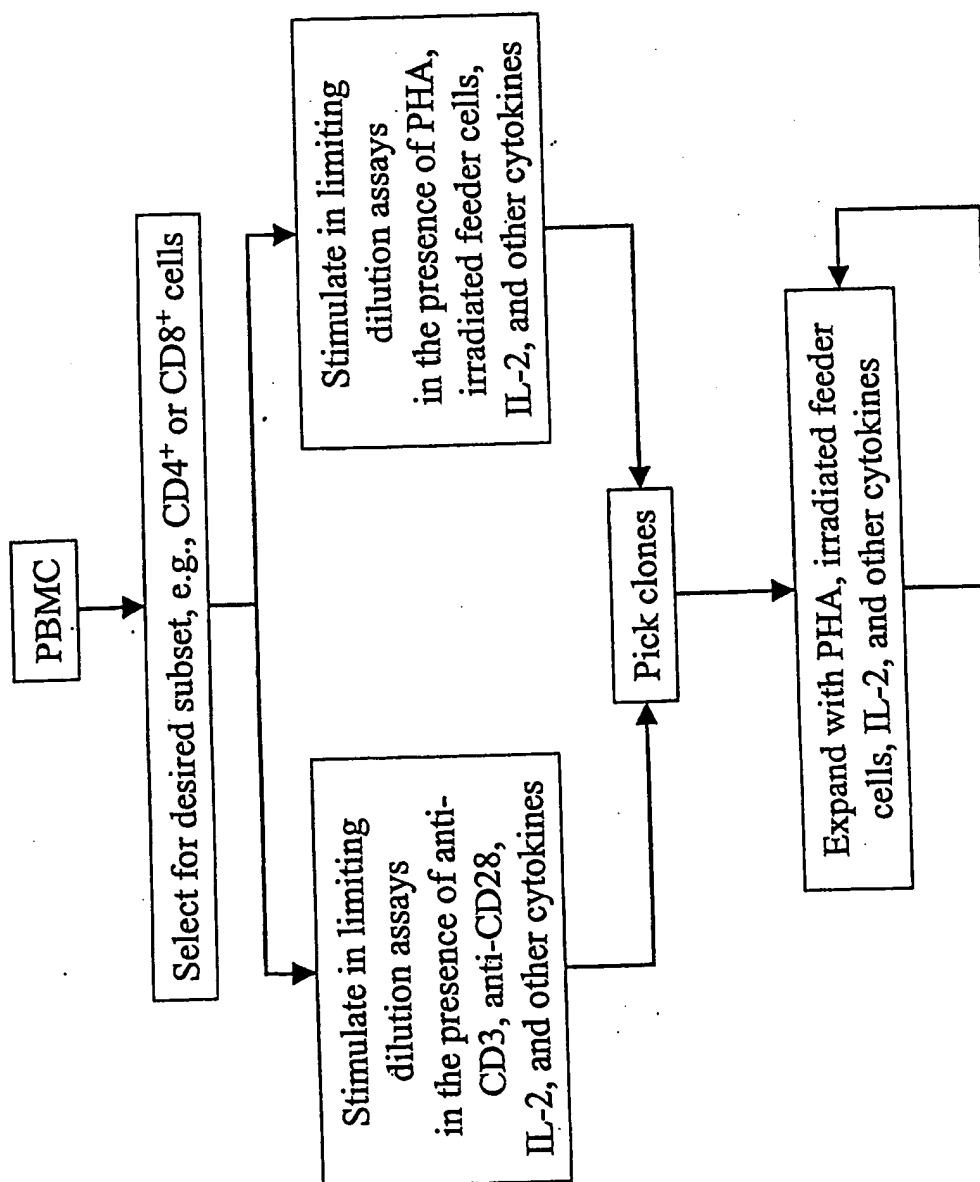 PBMC
Select for desired subset, e.g., CD4⁺ or CD8⁺ cells
Stimulate in limiting
dilution assays
in the presence of anti-
CD3, anti-CD28,
IL-2, and other cytokines
Stimulate in limiting
dilution assays
in the presence of PHA,
irradiated feeder cells,
IL-2, and other cytokines
Pick clones
Expand with PHA, irradiated feeder
cells, IL-2, and other cytokines